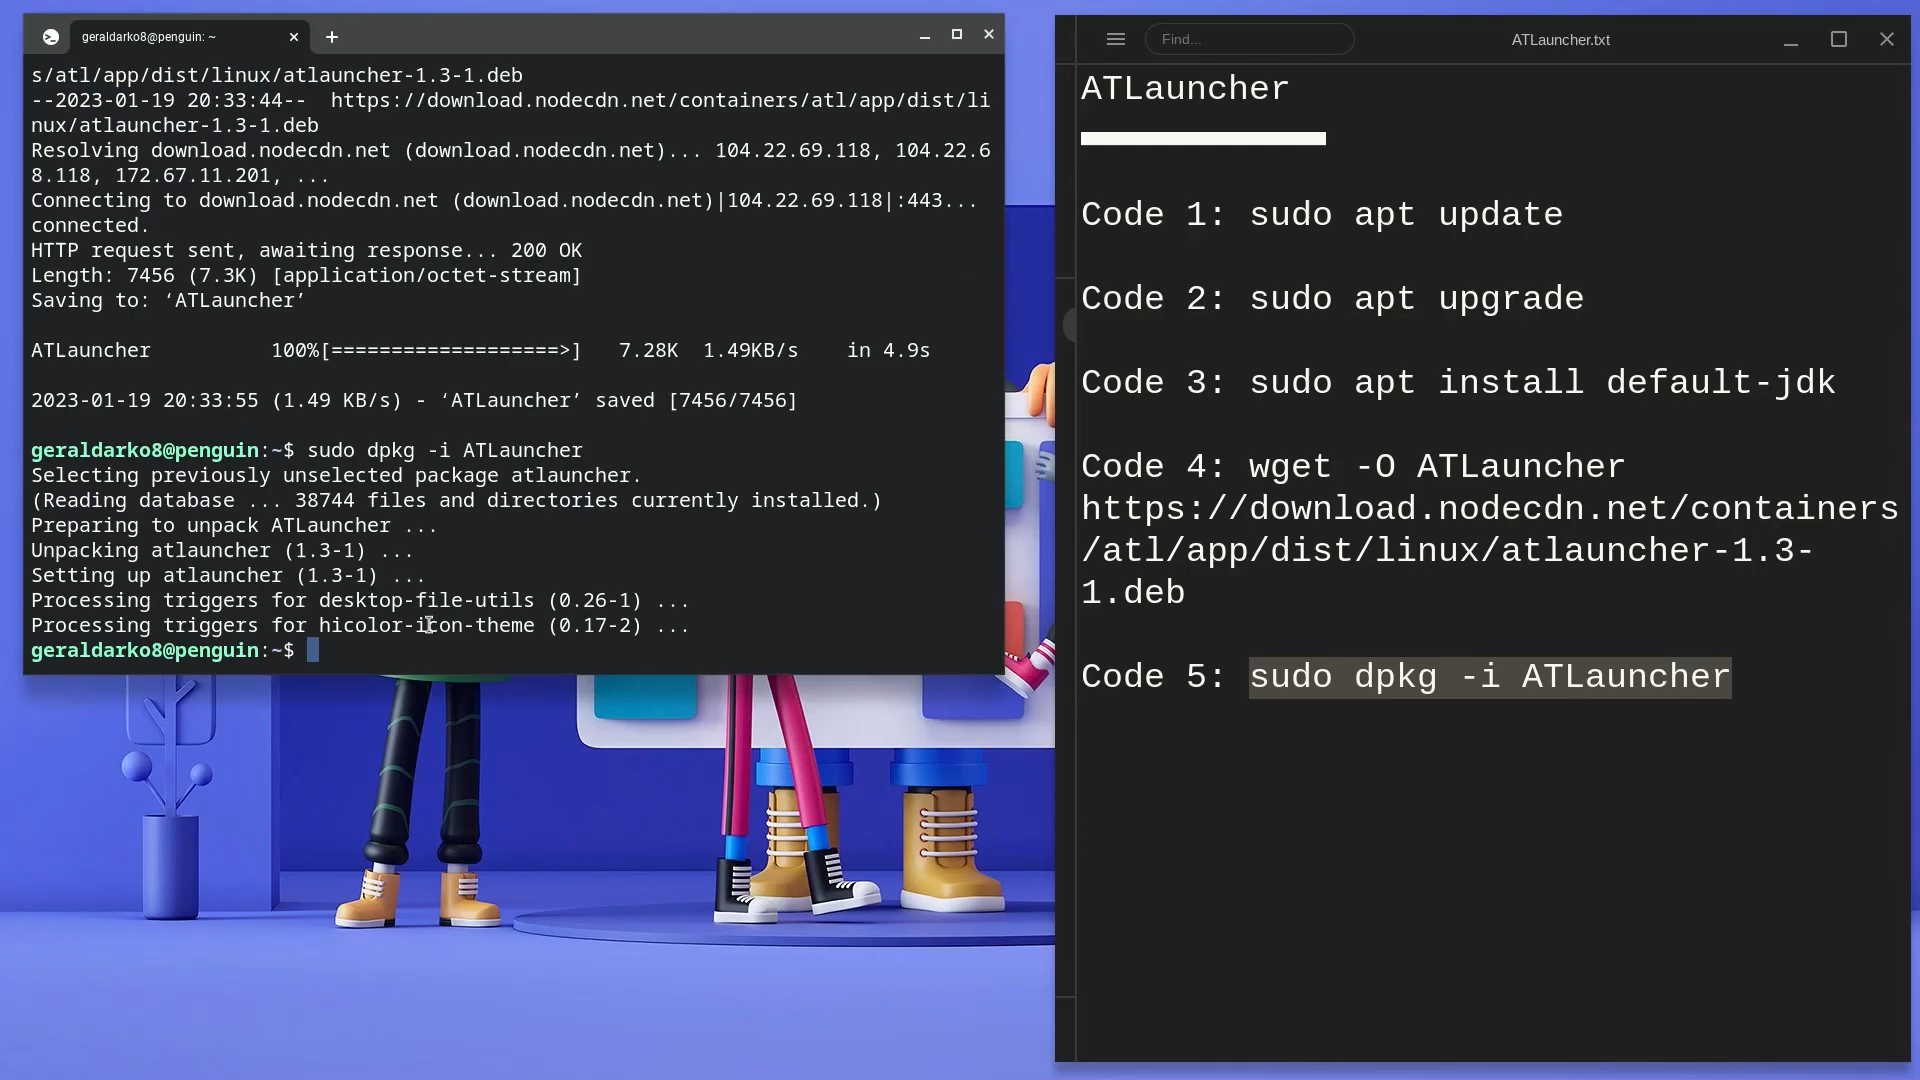 geraldarko8@penguin: ~
s/atl/app/dist/linux/atlauncher-1.3-1.deb
--2023-01-19 20:33:44--  https://download.nodecdn.net/containers/atl/app/dist/li
nux/atlauncher-1.3-1.deb
Resolving download.nodecdn.net (download.nodecdn.net)... 104.22.69.118, 104.22.6
8.118, 172.67.11.201, ...
Connecting to download.nodecdn.net (download.nodecdn.net)|104.22.69.118|:443...
connected.
HTTP request sent, awaiting response... 200 OK
Length: 7456 (7.3K) [application/octet-stream]
Saving to: ‘ATLauncher’
ATLauncher          100%[===================>]   7.28K  1.49KB/s    in 4.9s
2023-01-19 20:33:55 (1.49 KB/s) - ‘ATLauncher’ saved [7456/7456]
geraldarko8@penguin:~$ sudo dpkg -i ATLauncher
Selecting previously unselected package atlauncher.
(Reading database ... 38744 files and directories currently installed.)
Preparing to unpack ATLauncher ...
Unpacking atlauncher (1.3-1) ...
Setting up atlauncher (1.3-1) ...
Processing triggers for desktop-file-utils (0.26-1) ...
Processing triggers for hicolor-icon-theme (0.17-2) ...
geraldarko8@penguin:~$
Find...
ATLauncher.txt
ATLauncher
Code 1: sudo apt update
Code 2: sudo apt upgrade
Code 3: sudo apt install default-jdk
Code 4: wget -O ATLauncher
https://download.nodecdn.net/containers
/atl/app/dist/linux/atlauncher-1.3-
1.deb
Code 5: sudo dpkg -i ATLauncher